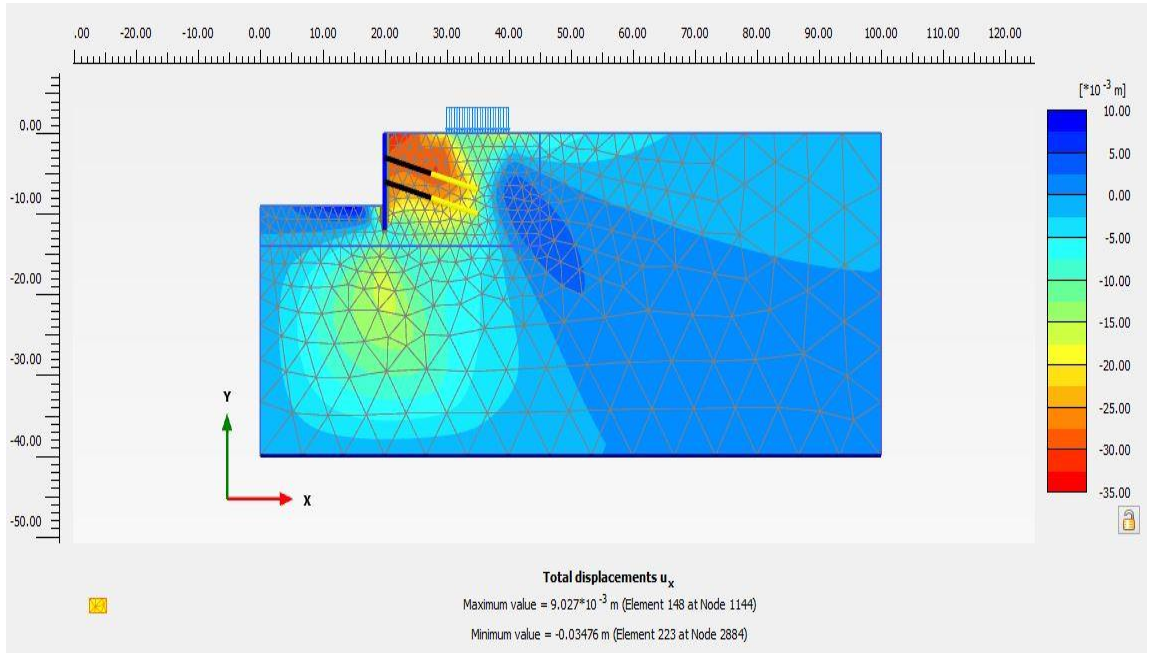 .00 -20.00 -10.00 0.00 10.00 20.00 30.00 40.00 50.00 60.00 70.00 80.00 90.00 100.00 110.00 120.00
[*10 -3 m]
10.00
5.00
0.00
-5.00
-10.00
-15.00
-20.00
-25.00
-30.00
-35.00
0.00
-10.00
-20.00
-30.00
-40.00
-50.00
Y
X
Total displacements ux
Maximum value = 9.027*10 -3 m (Element 148 at Node 1144)
Minimum value = -0.03476 m (Element 223 at Node 2884)